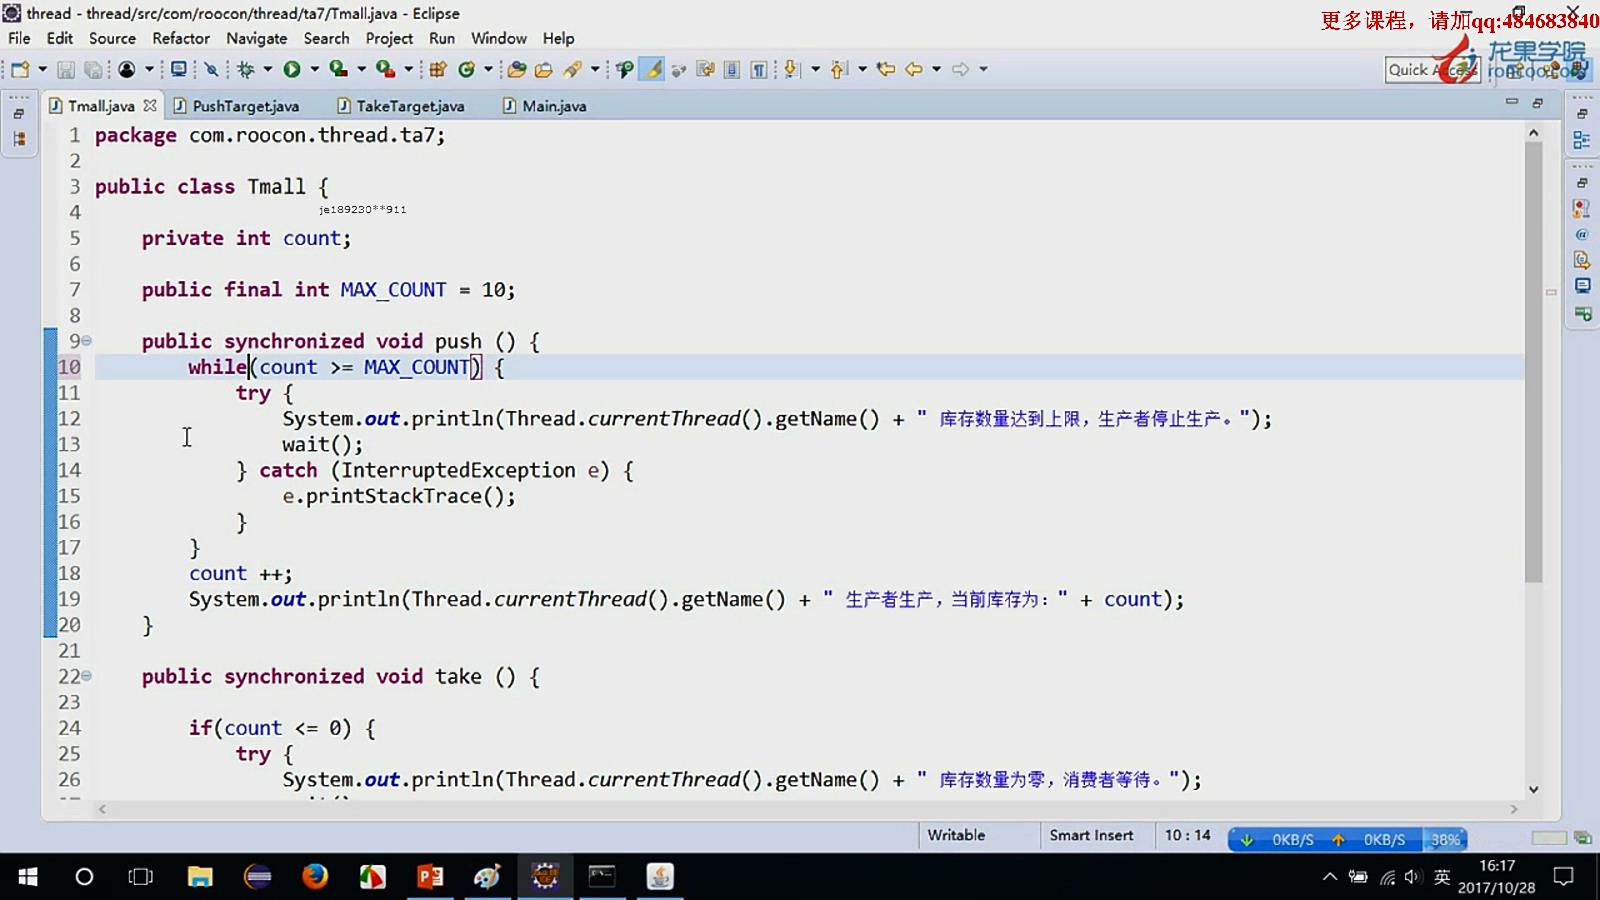 thread - thread/src/com/roocon/thread/ta7/Tmall.java - Eclipse
更多课程，请加qq:484683840
File Edit Source Refactor Navigate Search Project Run Window Help
龙果学院
Quick Access
roncoo.com
Tmall.java PushTarget.java TakeTarget.java Main.java
1 package com.roocon.thread.ta7;
2
3 public class Tmall {
je189230**911
4
5 private int count;
6
7 public final int MAX_COUNT = 10;
8
9 public synchronized void push () {
10 while(count >= MAX_COUNT) {
11 try {
12 System.out.println(Thread.currentThread().getName() + " 库存数量达到上限，生产者停止生产。");
13 wait();
14 } catch (InterruptedException e) {
15 e.printStackTrace();
16 }
17 }
18 count ++;
19 System.out.println(Thread.currentThread().getName() + " 生产者生产，当前库存为：" + count);
20 }
21
22 public synchronized void take () {
23
24 if(count <= 0) {
25 try {
26 System.out.println(Thread.currentThread().getName() + " 库存数量为零，消费者等待。");
Writable Smart Insert 10 : 14 0KB/S 0KB/S 38%
英
16:17
2017/10/28